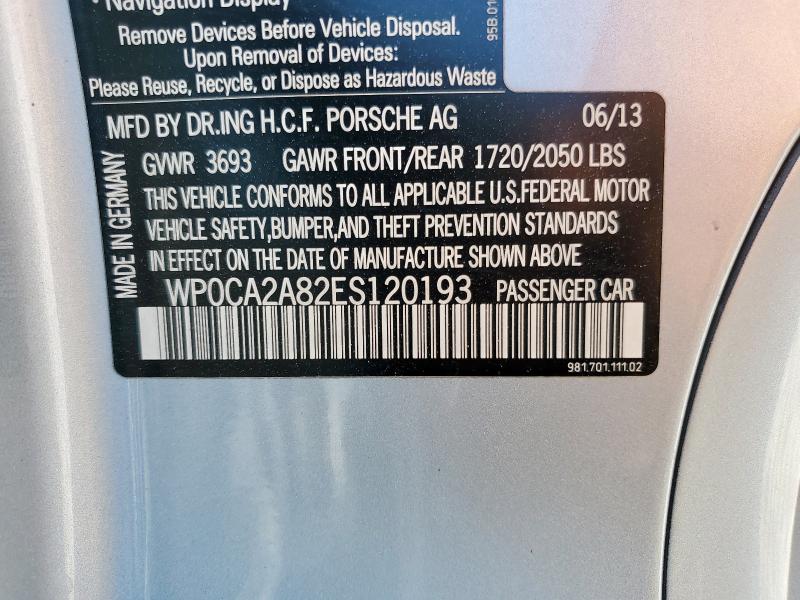 • Navigation Display
Remove Devices Before Vehicle Disposal.
Upon Removal of Devices:
Please Reuse, Recycle, or Dispose as Hazardous Waste
MFD BY DR.ING H.C.F. PORSCHE AG 06/13
GVWR 3693 GAWR FRONT/REAR 1720/2050 LBS
THIS VEHICLE CONFORMS TO ALL APPLICABLE U.S.FEDERAL MOTOR
VEHICLE SAFETY,BUMPER,AND THEFT PREVENTION STANDARDS
IN EFFECT ON THE DATE OF MANUFACTURE SHOWN ABOVE
MADE IN GERMANY
WP0CA2A82ES120193 PASSENGER CAR
981.701.111.02